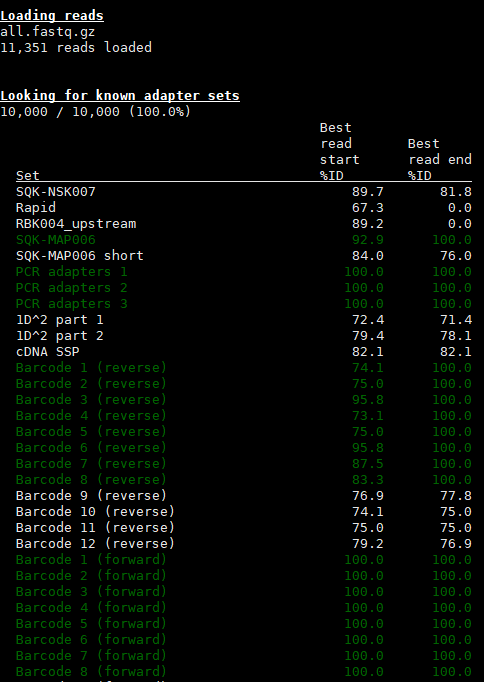 Loading reads
all.fastq.gz
11,351 reads loaded
Looking for known adapter sets
10,000 / 10,000 (100.0%)
Best
read Best
start read end
Set %ID %ID
SQK-NSK007 89.7 81.8
Rapid 67.3 0.0
RBK004_upstream 89.2 0.0
SQK-MAP006 92.9 100.0
SQK-MAP006 short 84.0 76.0
PCR adapters 1 100.0 100.0
PCR adapters 2 100.0 100.0
PCR adapters 3 100.0 100.0
1D^2 part 1 72.4 71.4
1D^2 part 2 79.4 78.1
cDNA SSP 82.1 82.1
Barcode 1 (reverse) 74.1 100.0
Barcode 2 (reverse) 75.0 100.0
Barcode 3 (reverse) 95.8 100.0
Barcode 4 (reverse) 73.1 100.0
Barcode 5 (reverse) 75.0 100.0
Barcode 6 (reverse) 95.8 100.0
Barcode 7 (reverse) 87.5 100.0
Barcode 8 (reverse) 83.3 100.0
Barcode 9 (reverse) 76.9 77.8
Barcode 10 (reverse) 74.1 75.0
Barcode 11 (reverse) 75.0 75.0
Barcode 12 (reverse) 79.2 76.9
Barcode 1 (forward) 100.0 100.0
Barcode 2 (forward) 100.0 100.0
Barcode 3 (forward) 100.0 100.0
Barcode 4 (forward) 100.0 100.0
Barcode 5 (forward) 100.0 100.0
Barcode 6 (forward) 100.0 100.0
Barcode 7 (forward) 100.0 100.0
Barcode 8 (forward) 100.0 100.0